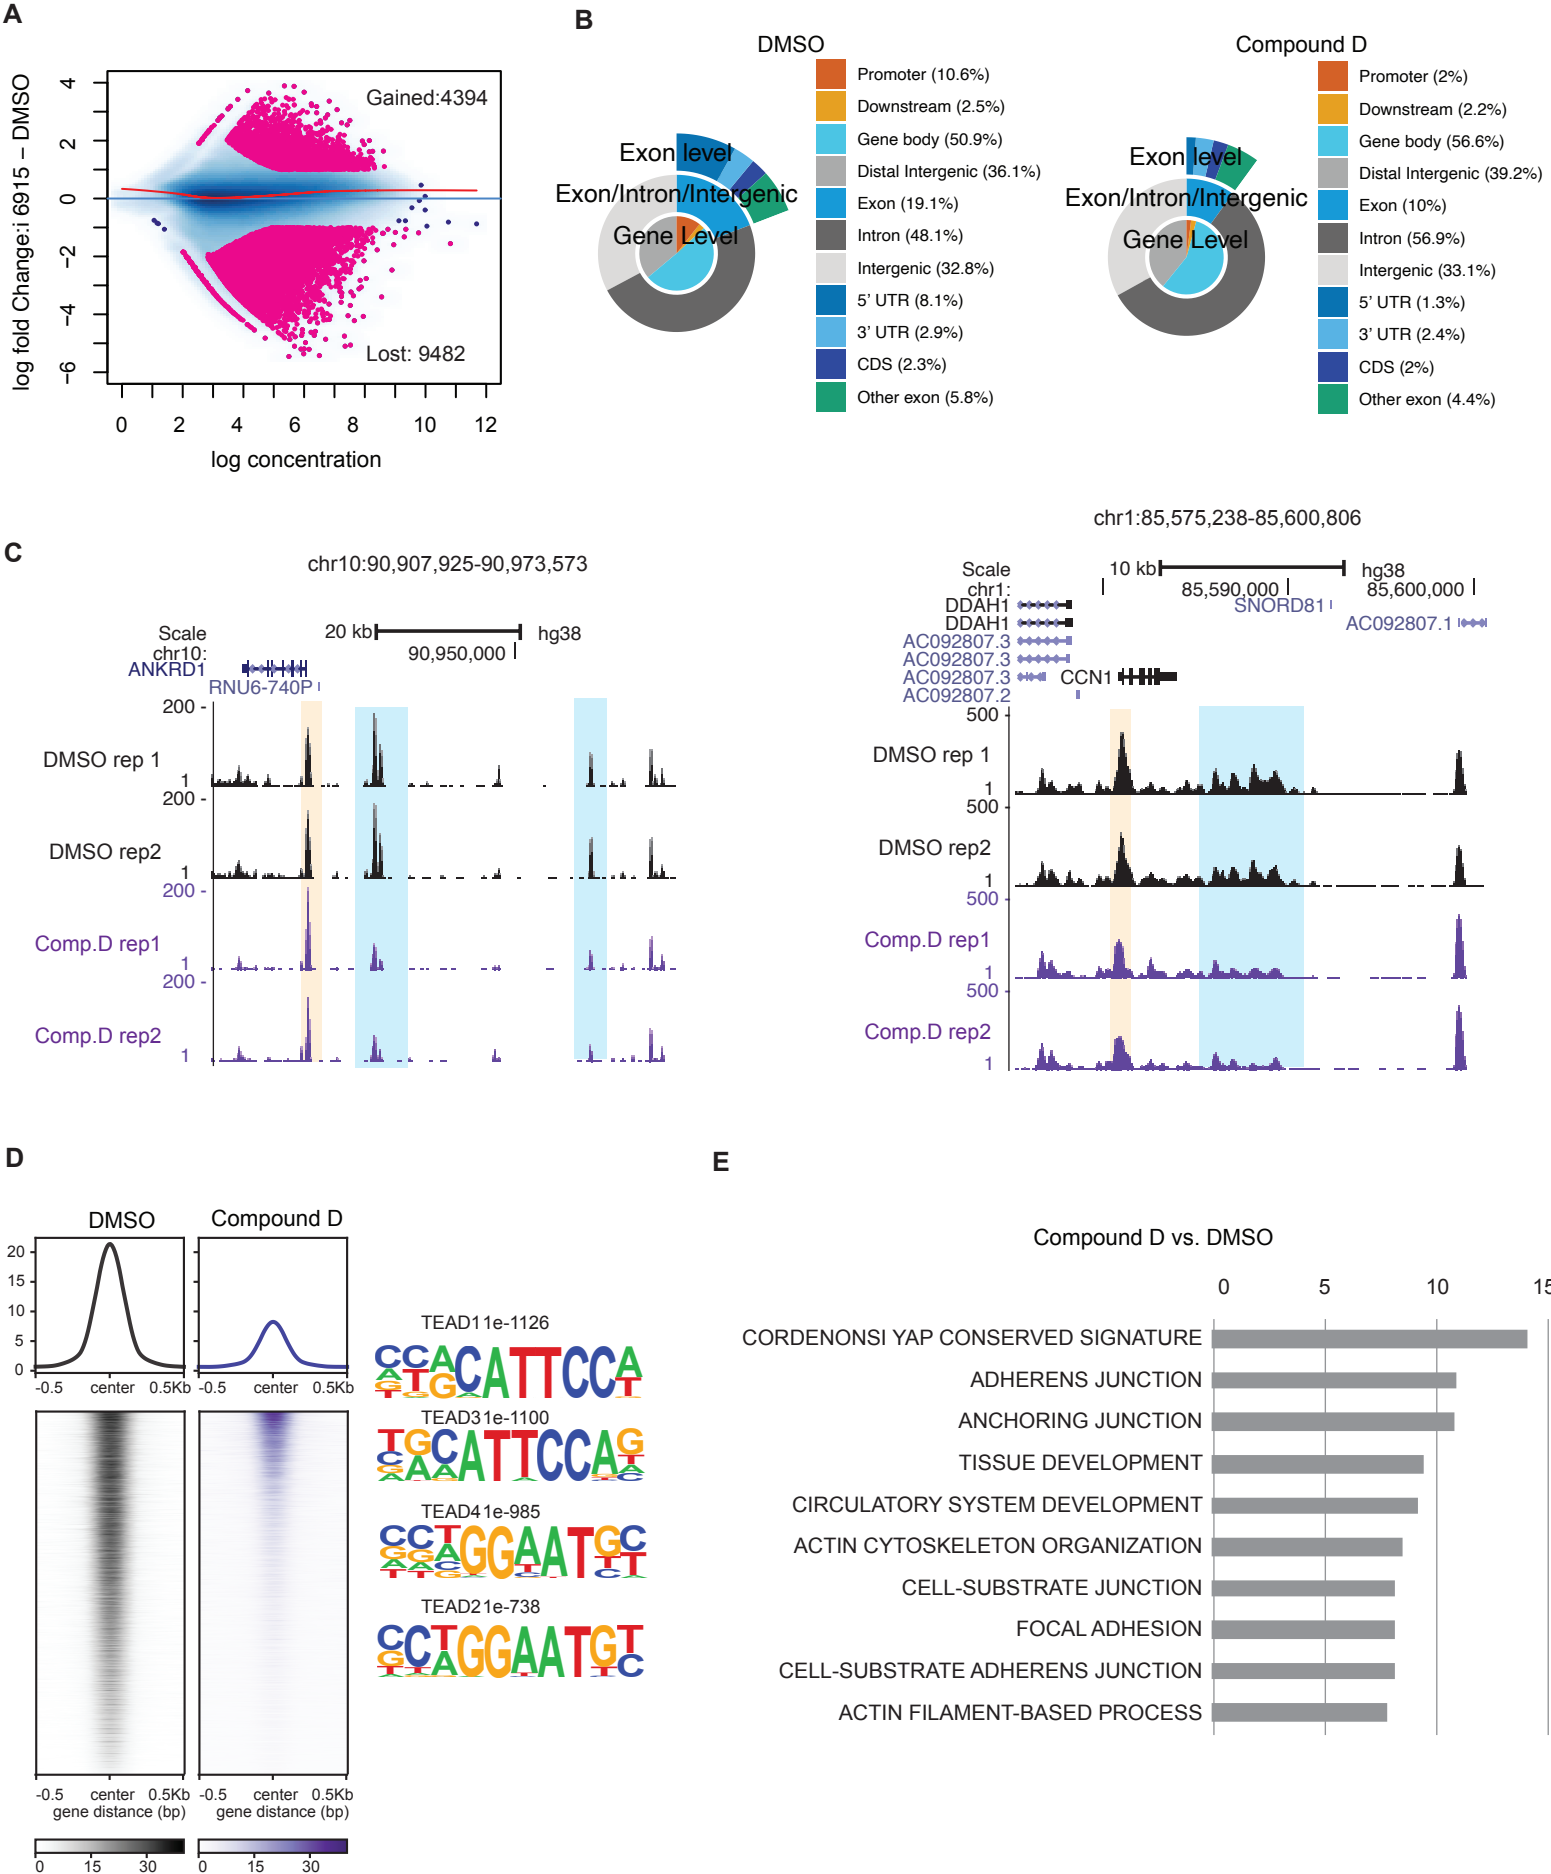 A
log fold Change:i 6915 – DMSO
4
2
0
−2
−4
−6
Gained:4394
Lost: 9482
0 2 4 6 8 10 12
log concentration
B
DMSO
Exon level
Exon/Intron/Intergenic
Gene Level
Promoter (10.6%)
Downstream (2.5%)
Gene body (50.9%)
Distal Intergenic (36.1%)
Exon (19.1%)
Intron (48.1%)
Intergenic (32.8%)
5’ UTR (8.1%)
3’ UTR (2.9%)
CDS (2.3%)
Other exon (5.8%)
Compound D
Exon level
Exon/Intron/Intergenic
Gene Level
Promoter (2%)
Downstream (2.2%)
Gene body (56.6%)
Distal Intergenic (39.2%)
Exon (10%)
Intron (56.9%)
Intergenic (33.1%)
5’ UTR (1.3%)
3’ UTR (2.4%)
CDS (2%)
Other exon (4.4%)
C
chr10:90,907,925-90,973,573
Scale 20 kb hg38
chr10: 90,950,000
ANKRD1
RNU6-740P
200 -
DMSO rep 1
1
200 -
DMSO rep2
1
200 -
Comp.D rep1
1
200 -
Comp.D rep2
1
chr1:85,575,238-85,600,806
Scale 10 kb hg38
chr1: 85,590,000 85,600,000
DDAH1 SNORD81
DDAH1 AC092807.1
AC092807.3
AC092807.3
AC092807.3 CCN1
AC092807.2
500 -
DMSO rep 1
1
500 -
DMSO rep2
1
500 -
Comp.D rep1
1
500 -
Comp.D rep2
1
D
DMSO Compound D
20
15
10
5
0
-0.5 center 0.5Kb -0.5 center 0.5Kb
-0.5 center 0.5Kb -0.5 center 0.5Kb
gene distance (bp) gene distance (bp)
0 15 30 0 15 30
TEAD11e-1126
TEAD31e-1100
TEAD41e-985
TEAD21e-738
E
Compound D vs. DMSO
0 5 10 15
CORDENONSI YAP CONSERVED SIGNATURE
ADHERENS JUNCTION
ANCHORING JUNCTION
TISSUE DEVELOPMENT
CIRCULATORY SYSTEM DEVELOPMENT
ACTIN CYTOSKELETON ORGANIZATION
CELL-SUBSTRATE JUNCTION
FOCAL ADHESION
CELL-SUBSTRATE ADHERENS JUNCTION
ACTIN FILAMENT-BASED PROCESS